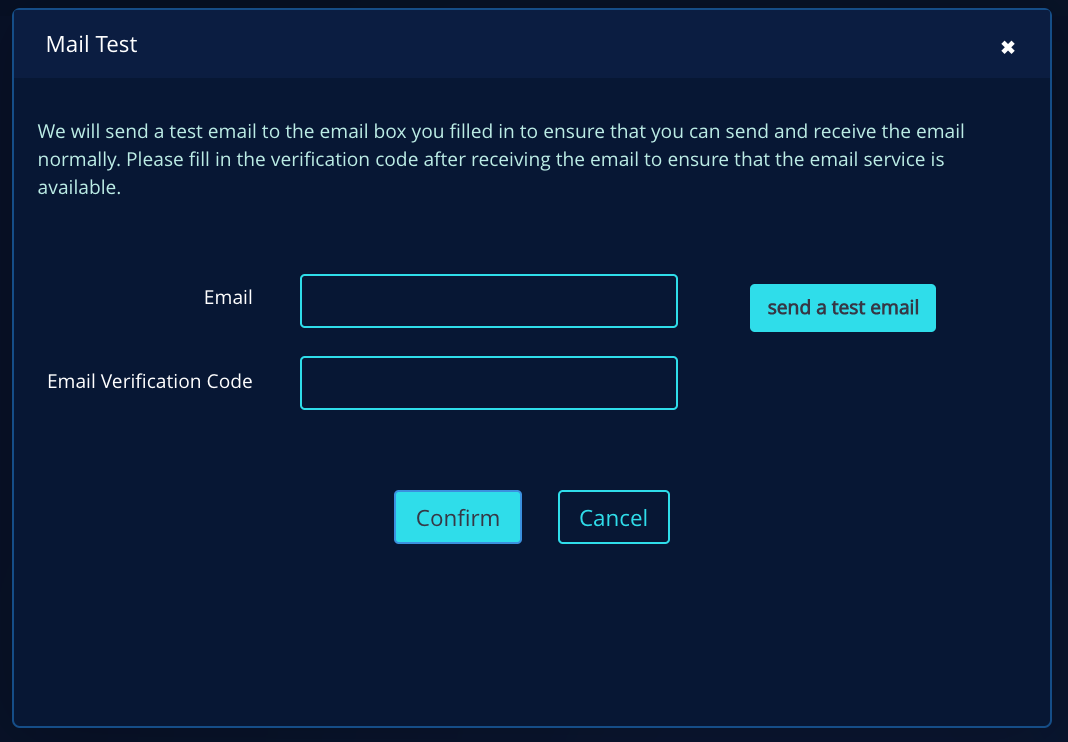 Mail Test
We will send a test email to the email box you filled in to ensure that you can send and receive the email
normally. Please fill in the verification code after receiving the email to ensure that the email service is
available.
Email
send a test email
Email Verification Code
Confirm
Cancel